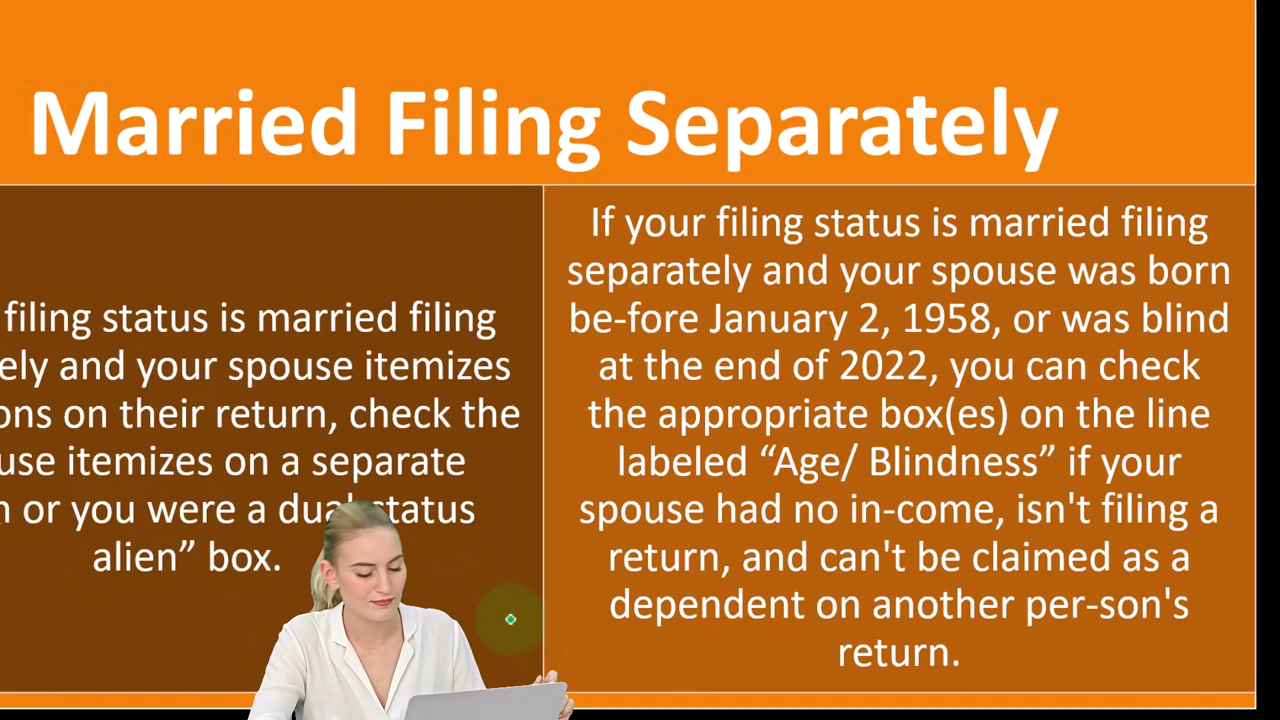 Married Filing Separately
filing status is married filing
ely and your spouse itemizes
ons on their return, check the
use itemizes on a separate
n or you were a dual-status
alien” box.
If your filing status is married filing
separately and your spouse was born
be-fore January 2, 1958, or was blind
at the end of 2022, you can check
the appropriate box(es) on the line
labeled “Age/ Blindness” if your
spouse had no in-come, isn't filing a
return, and can't be claimed as a
dependent on another per-son's
return.